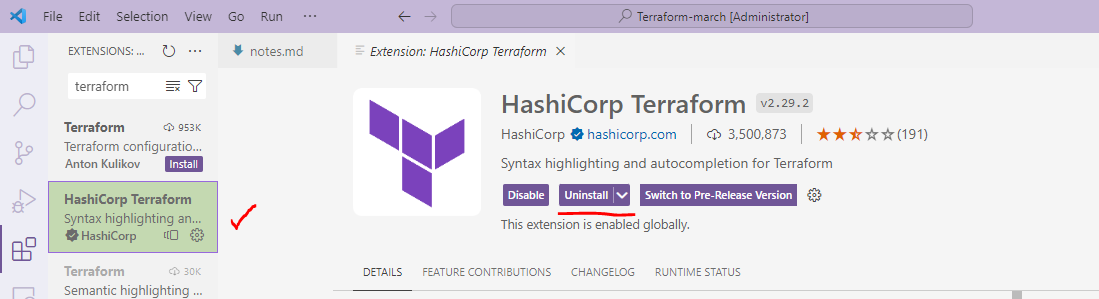 File Edit Selection View Go Run ··· Terraform-march [Administrator]
EXTENSIONS: ... ···
terraform
Terraform 953K
Terraform configuratio...
Anton Kulikov Install
HashiCorp Terraform
Syntax highlighting an...
HashiCorp
Terraform 30K
Semantic highlighting ...
notes.md Extension: HashiCorp Terraform
HashiCorp Terraform v2.29.2
HashiCorp hashicorp.com 3,500,873 (191)
Syntax highlighting and autocompletion for Terraform
Disable Uninstall Switch to Pre-Release Version
This extension is enabled globally.
DETAILS FEATURE CONTRIBUTIONS CHANGELOG RUNTIME STATUS